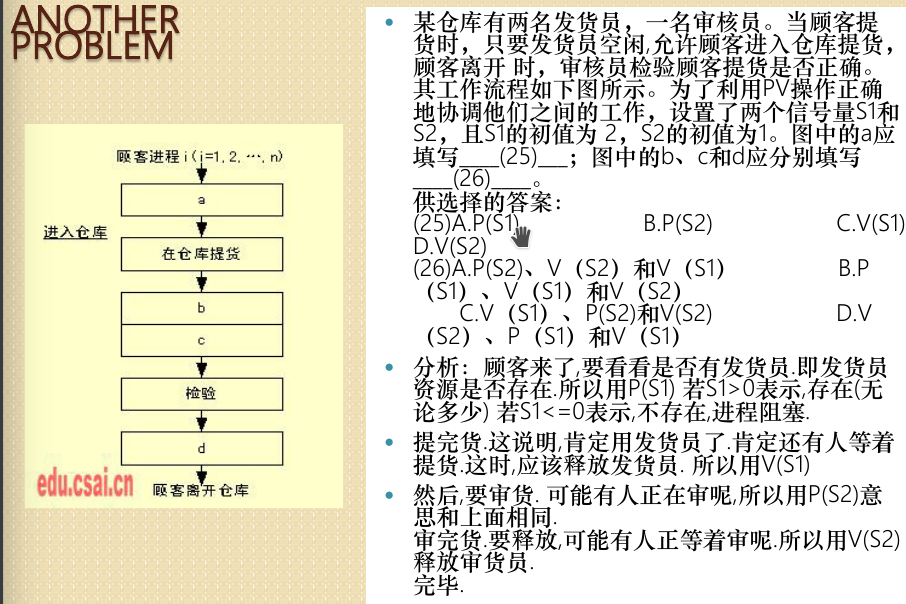 ANOTHER
PROBLEM
顾客进程i(i=1,2,…,n)
a
进入仓库
在仓库提货
b
c
检验
d
edu.csai.cn
顾客离开仓库
某仓库有两名发货员，一名审核员。当顾客提
货时，只要发货员空闲,允许顾客进入仓库提货，
顾客离开 时，审核员检验顾客提货是否正确。
其工作流程如下图所示。为了利用PV操作正确
地协调他们之间的工作，设置了两个信号量S1和
S2，且S1的初值为 2，S2的初值为1。图中的a应
填写____(25)___；图中的b、c和d应分别填写
____(26)____。
供选择的答案：
(25)A.P(S1) B.P(S2) C.V(S1)
D.V(S2)
(26)A.P(S2)、V（S2）和V（S1） B.P
（S1）、V（S1）和V（S2）
C.V（S1）、P(S2)和V(S2) D.V
（S2）、P（S1）和V（S1）
分析：顾客来了,要看看是否有发货员.即发货员
资源是否存在.所以用P(S1) 若S1>0表示,存在(无
论多少) 若S1<=0表示,不存在,进程阻塞.
提完货.这说明,肯定用发货员了.肯定还有人等着
提货.这时,应该释放发货员. 所以用V(S1)
然后,要审货. 可能有人正在审呢,所以用P(S2)意
思和上面相同.
审完货.要释放,可能有人正等着审呢.所以用V(S2)
释放审货员.
完毕.